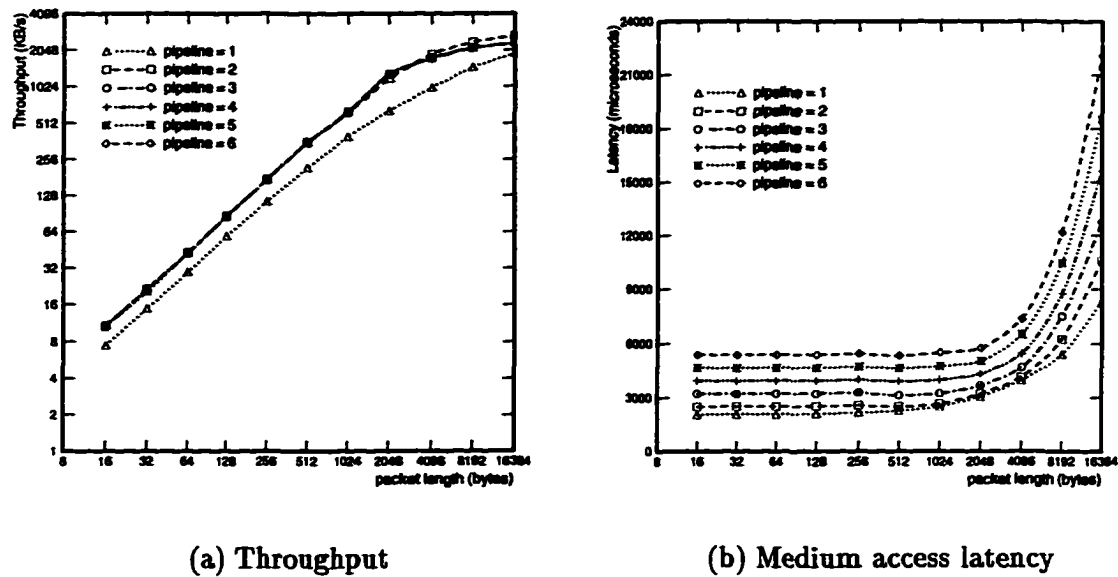 Throughput (KB/s)
4096
2048
1024
512
256
128
64
32
16
8
4
2
1
pipeline = 1
pipeline = 2
pipeline = 3
pipeline = 4
pipeline = 5
pipeline = 6
8 16 32 64 128 256 512 1024 2048 4096 8192 16384
packet length (bytes)
(a) Throughput
Latency (microseconds)
24000
21000
18000
15000
12000
9000
6000
3000
0
pipeline = 1
pipeline = 2
pipeline = 3
pipeline = 4
pipeline = 5
pipeline = 6
8 16 32 64 128 256 512 1024 2048 4096 8192 16384
packet length (bytes)
(b) Medium access latency